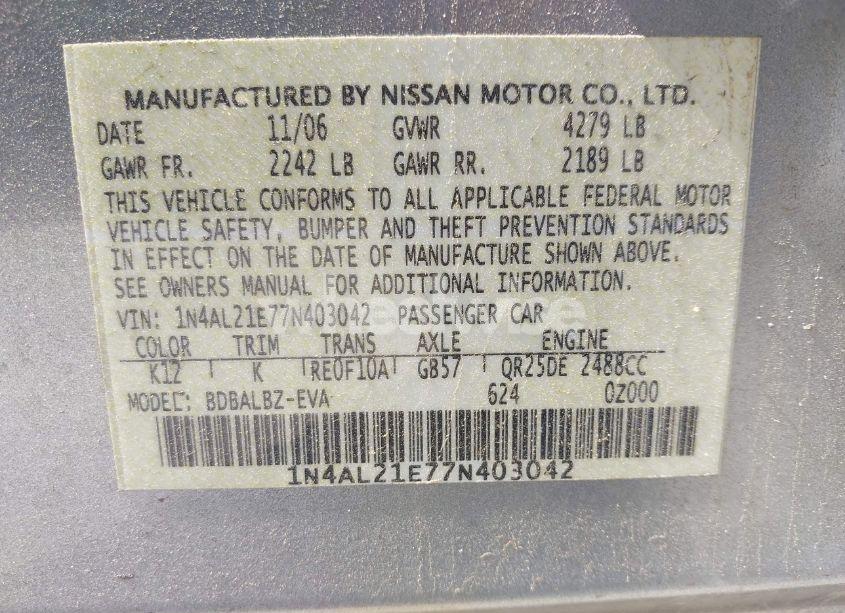 MANUFACTURED BY NISSAN MOTOR CO., LTD.
DATE 11/06 GVWR 4279 LB
GAWR FR. 2242 LB GAWR RR. 2189 LB
THIS VEHICLE CONFORMS TO ALL APPLICABLE FEDERAL MOTOR
VEHICLE SAFETY, BUMPER AND THEFT PREVENTION STANDARDS
IN EFFECT ON THE DATE OF MANUFACTURE SHOWN ABOVE.
SEE OWNERS MANUAL FOR ADDITIONAL INFORMATION.
VIN: 1N4AL21E77N403042 PASSENGER CAR
COLOR TRIM TRANS AXLE ENGINE
K12 K RE0F10A GB57 QR25DE 2488CC
MODEL: BDBALBZ-EVA 624 0Z000
1N4AL21E77N403042